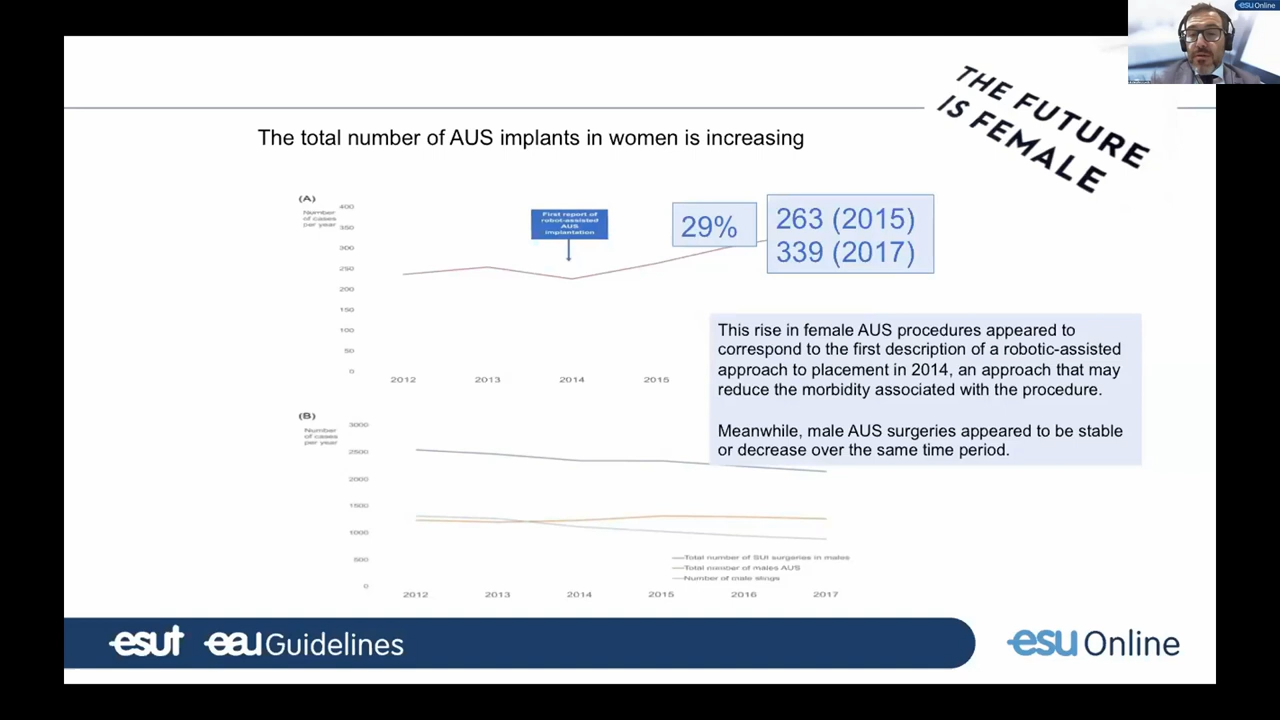 esu Online
THE FUTURE
IS FEMALE
The total number of AUS implants in women is increasing
(A)
Number
of cases
per year
400
350
300
250
200
150
100
50
0
First report of
robot-assisted
AUS
implantation
29%
263 (2015)
339 (2017)
2012 2013 2014 2015
This rise in female AUS procedures appeared to
correspond to the first description of a robotic-assisted
approach to placement in 2014, an approach that may
reduce the morbidity associated with the procedure.
Meanwhile, male AUS surgeries appeared to be stable
or decrease over the same time period.
(B)
Number
of cases
per year
3000
2500
2000
1500
1000
500
0
Total number of SUI surgeries in males
Total number of males AUS
Number of male slings
2012 2013 2014 2015 2016 2017
esut eau Guidelines
esu Online